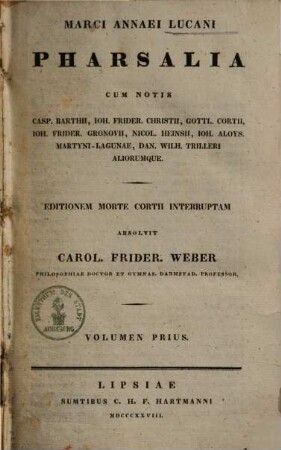 MARCI ANNAEI LUCANI
PHARSALIA
CUM NOTIS
CASP. BARTHII, IOH. FRIDER. CHRISTII, GOTTL. CORTII,
IOH. FRIDER. GRONOVII, NICOL. HEINSII, IOH. ALOYS.
MARTYNI-LAGUNAE, DAN. WILH. TRILLERI
ALIORUMQUE.
EDITIONEM MORTE CORTII INTERRUPTAM
ABSOLVIT
CAROL. FRIDER. WEBER
PHILOSOPHIAE DOCTOR ET GYMNAS. DARMSTAD. PROFESSOR.
VOLUMEN PRIUS.
LIPSIAE
SUMTIBUS C. H. F. HARTMANNI
MDCCCXXVIII.